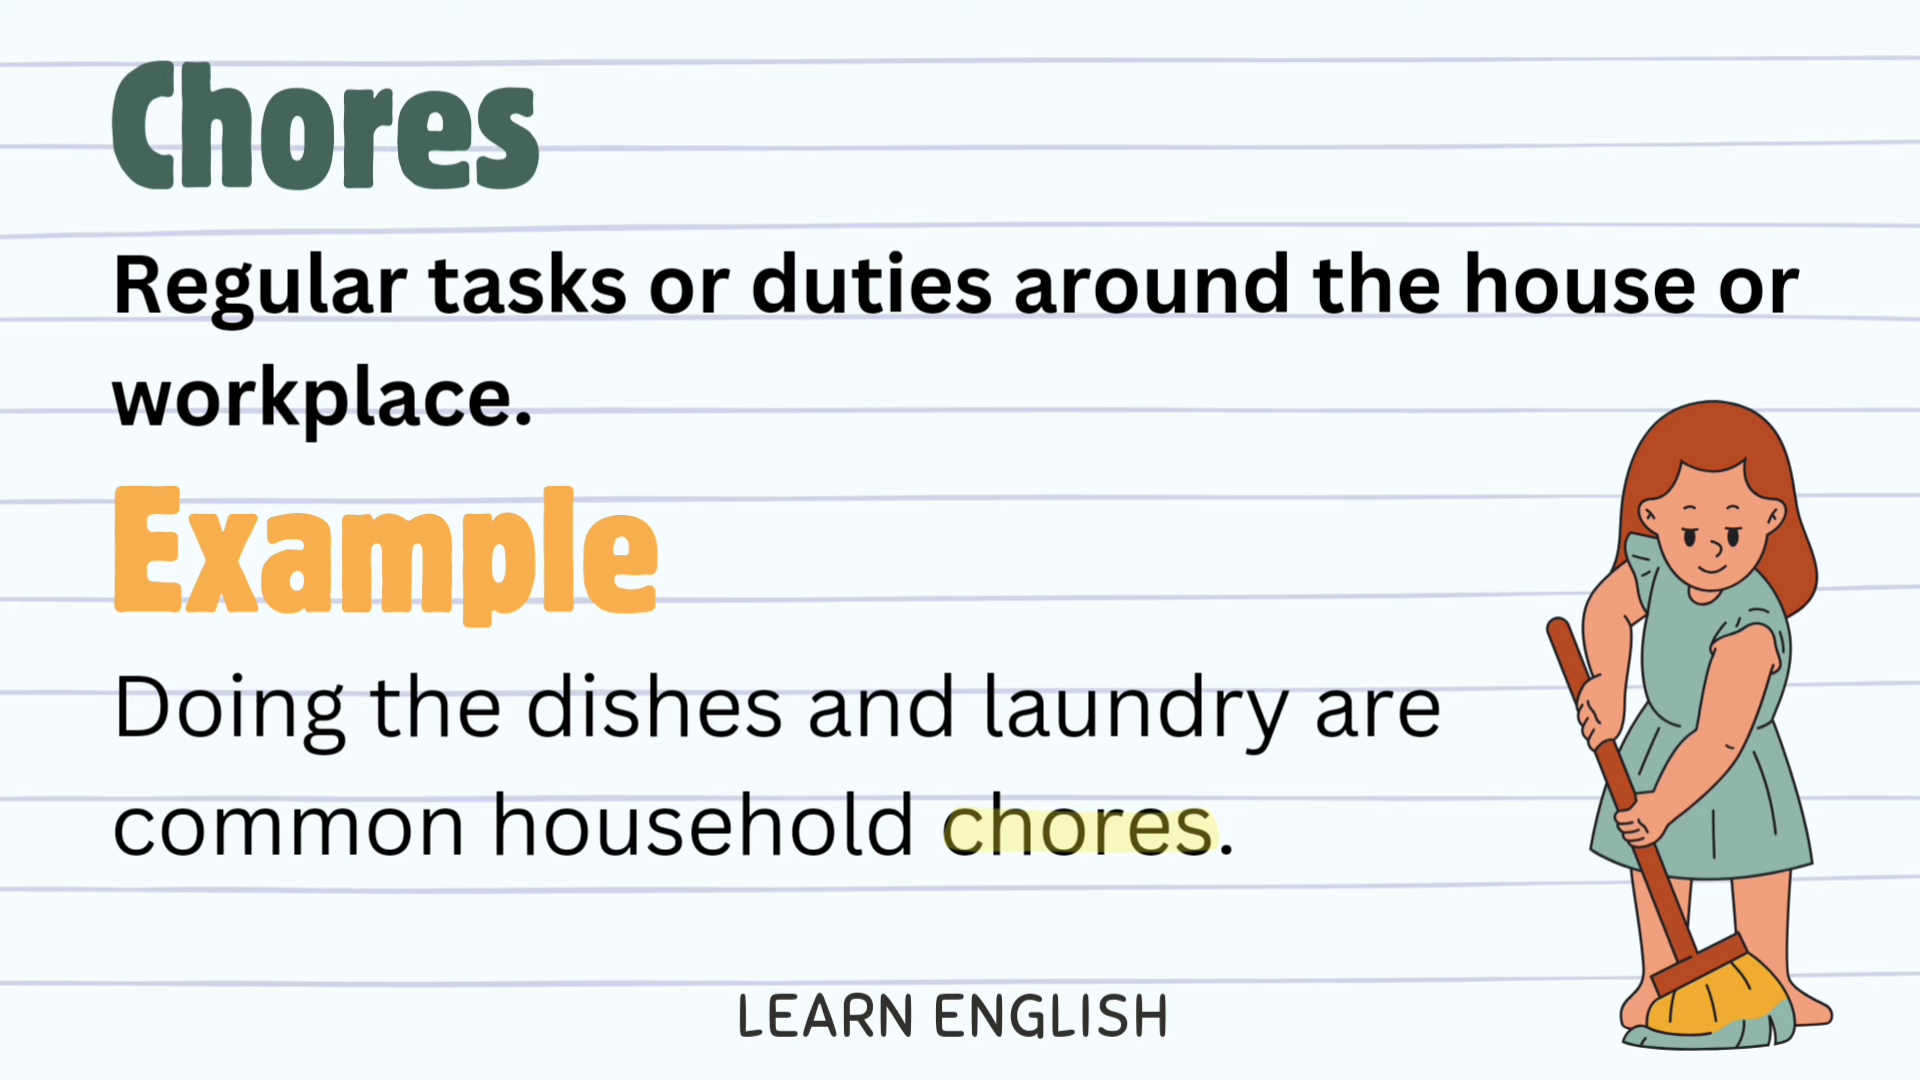 Chores
Regular tasks or duties around the house or
workplace.
Example
Doing the dishes and laundry are
common household chores.
LEARN ENGLISH